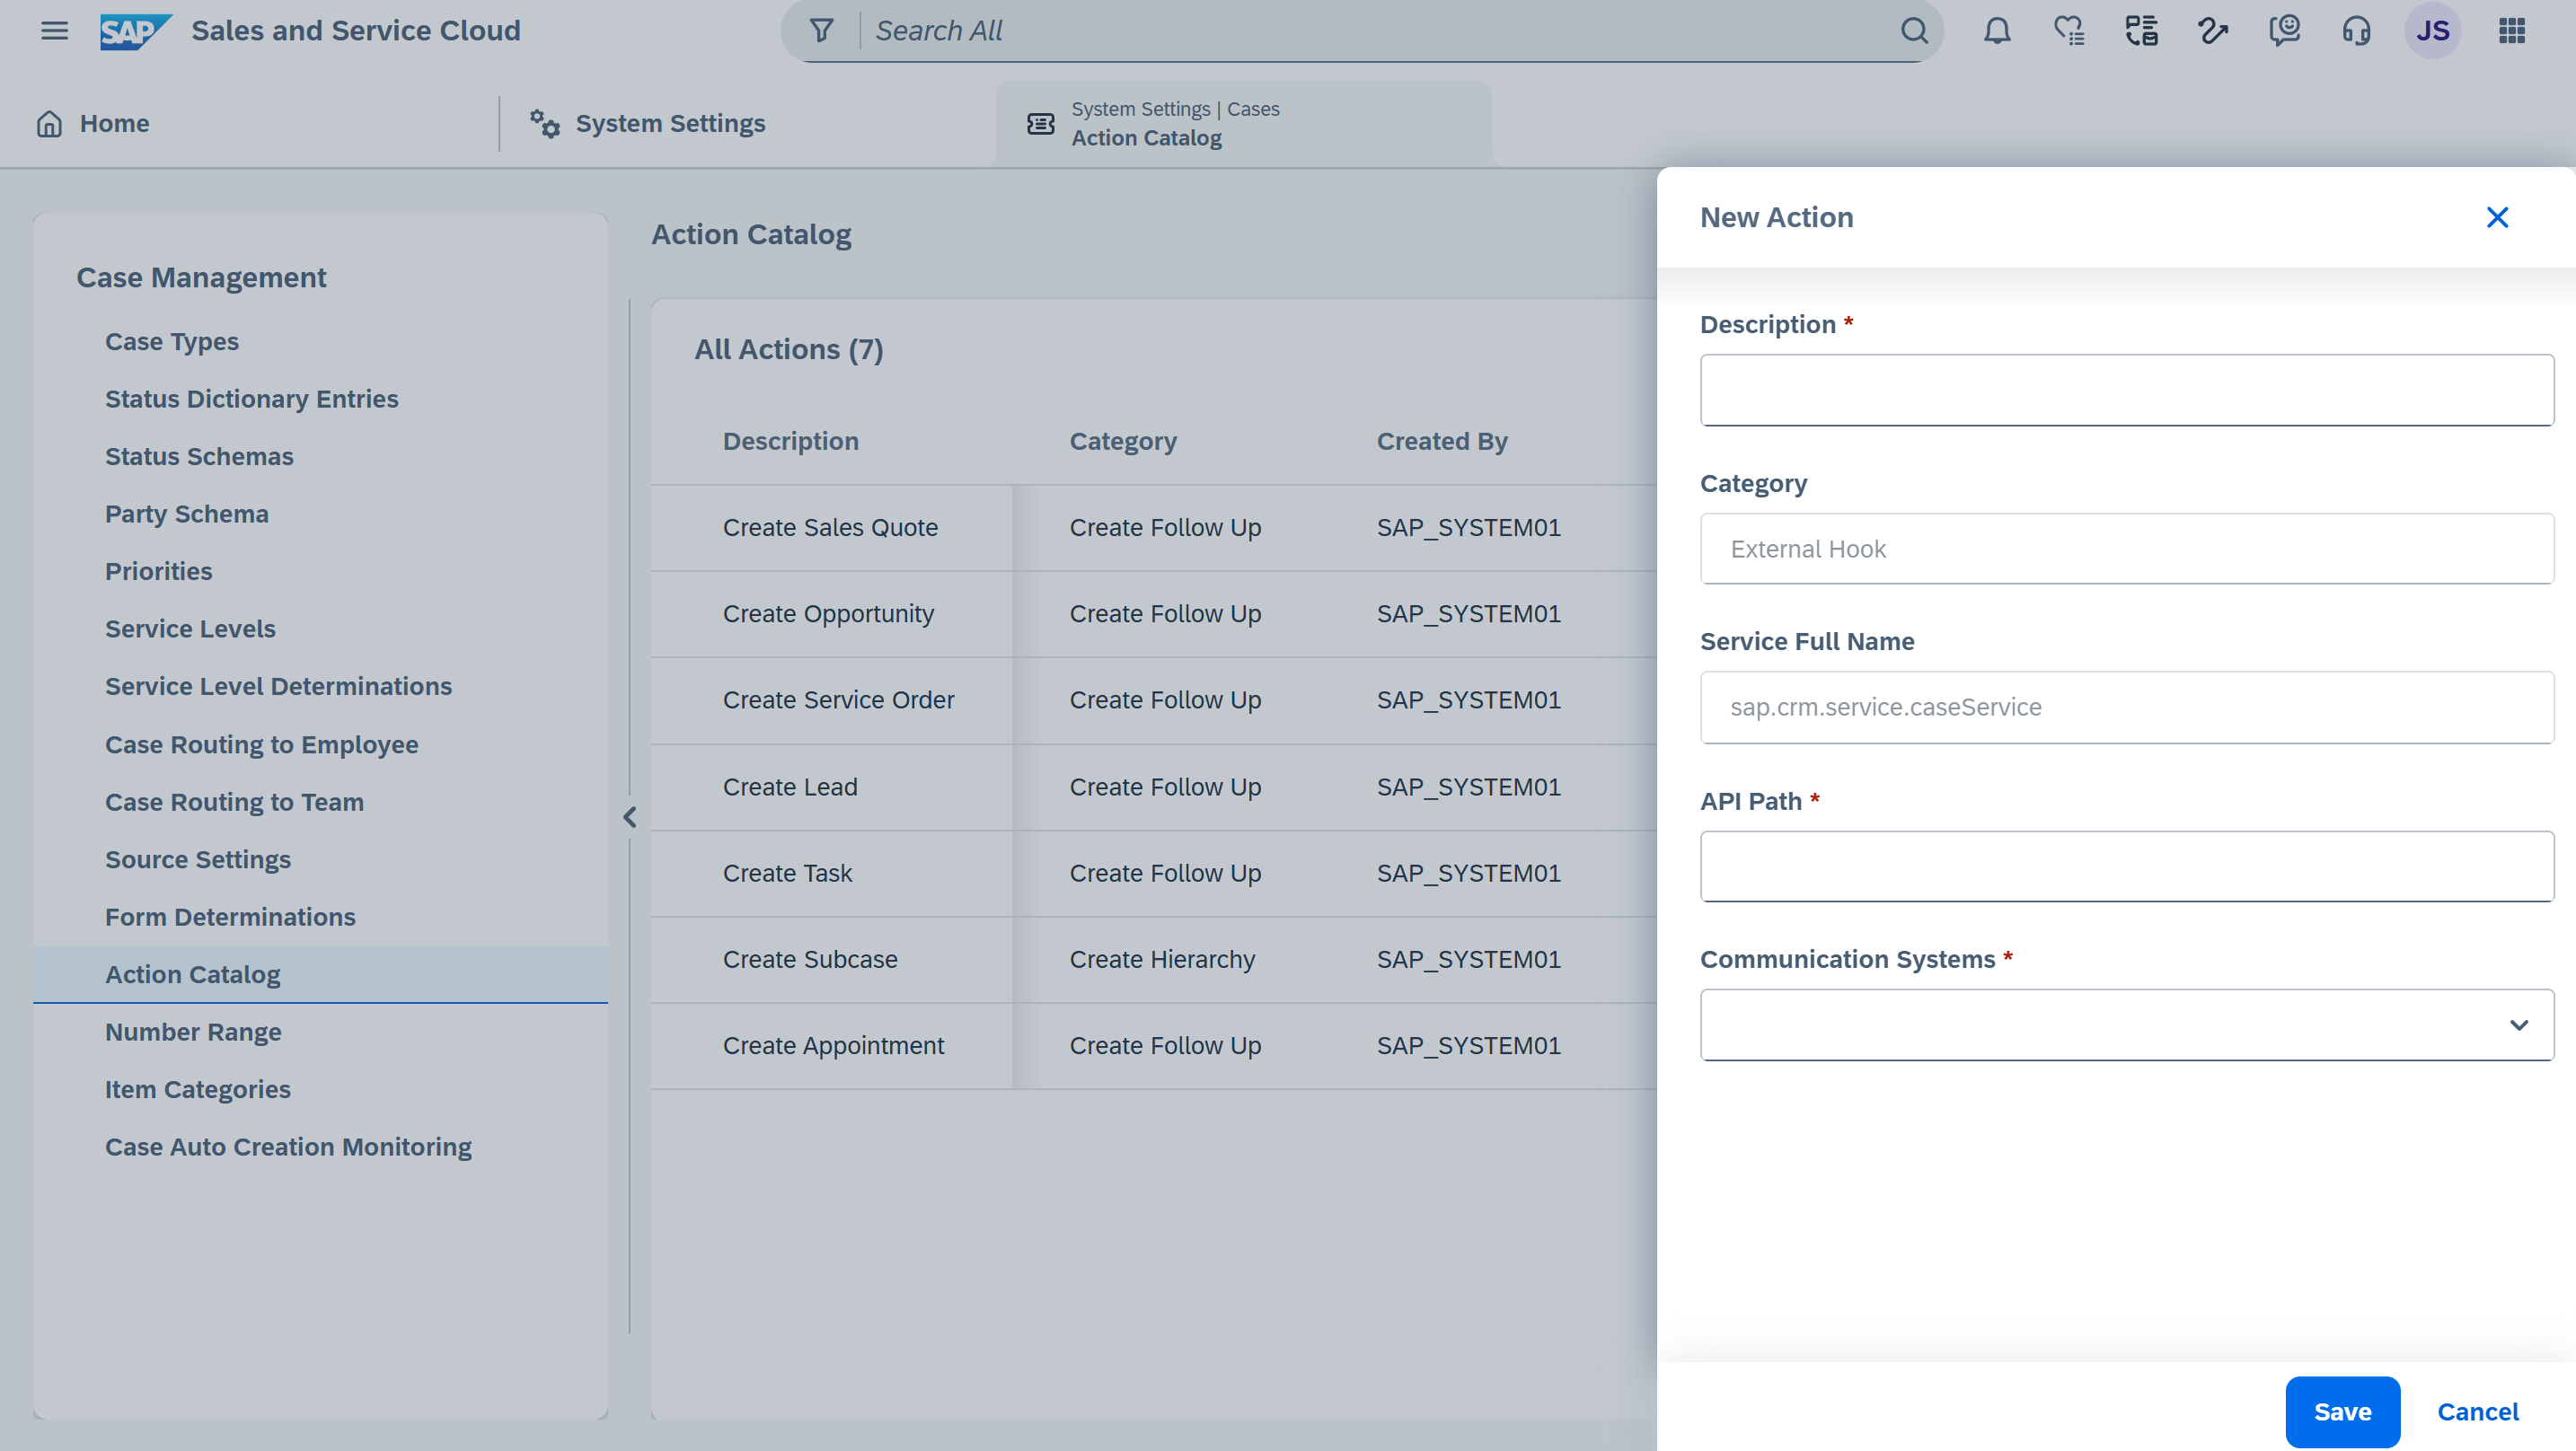 SAP Sales and Service Cloud
Search All
JS
Home
System Settings
System Settings | Cases
Action Catalog
Case Management
Case Types
Status Dictionary Entries
Status Schemas
Party Schema
Priorities
Service Levels
Service Level Determinations
Case Routing to Employee
Case Routing to Team
Source Settings
Form Determinations
Action Catalog
Number Range
Item Categories
Case Auto Creation Monitoring
Action Catalog
All Actions (7)
Description Category Created By
Create Sales Quote Create Follow Up SAP_SYSTEM01
Create Opportunity Create Follow Up SAP_SYSTEM01
Create Service Order Create Follow Up SAP_SYSTEM01
Create Lead Create Follow Up SAP_SYSTEM01
Create Task Create Follow Up SAP_SYSTEM01
Create Subcase Create Hierarchy SAP_SYSTEM01
Create Appointment Create Follow Up SAP_SYSTEM01
New Action
Description *
Category
External Hook
Service Full Name
sap.crm.service.caseService
API Path *
Communication Systems *
Save Cancel